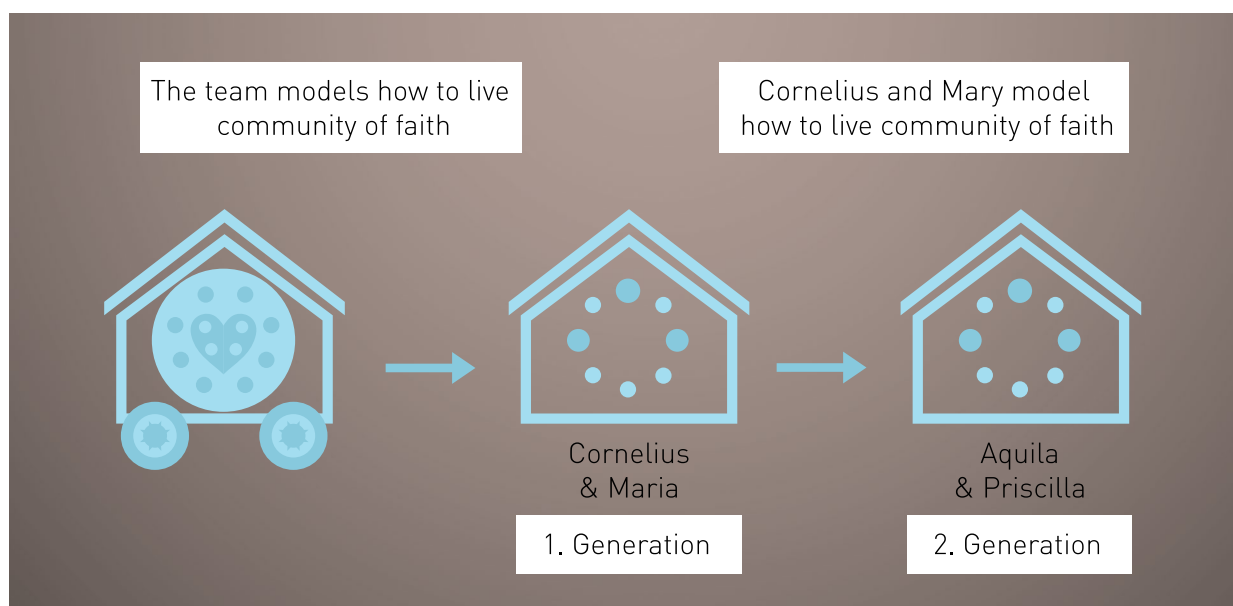 The team models how to live
community of faith
Cornelius and Mary model
how to live community of faith
Cornelius
& Maria
1. Generation
Aquila
& Priscilla
2. Generation